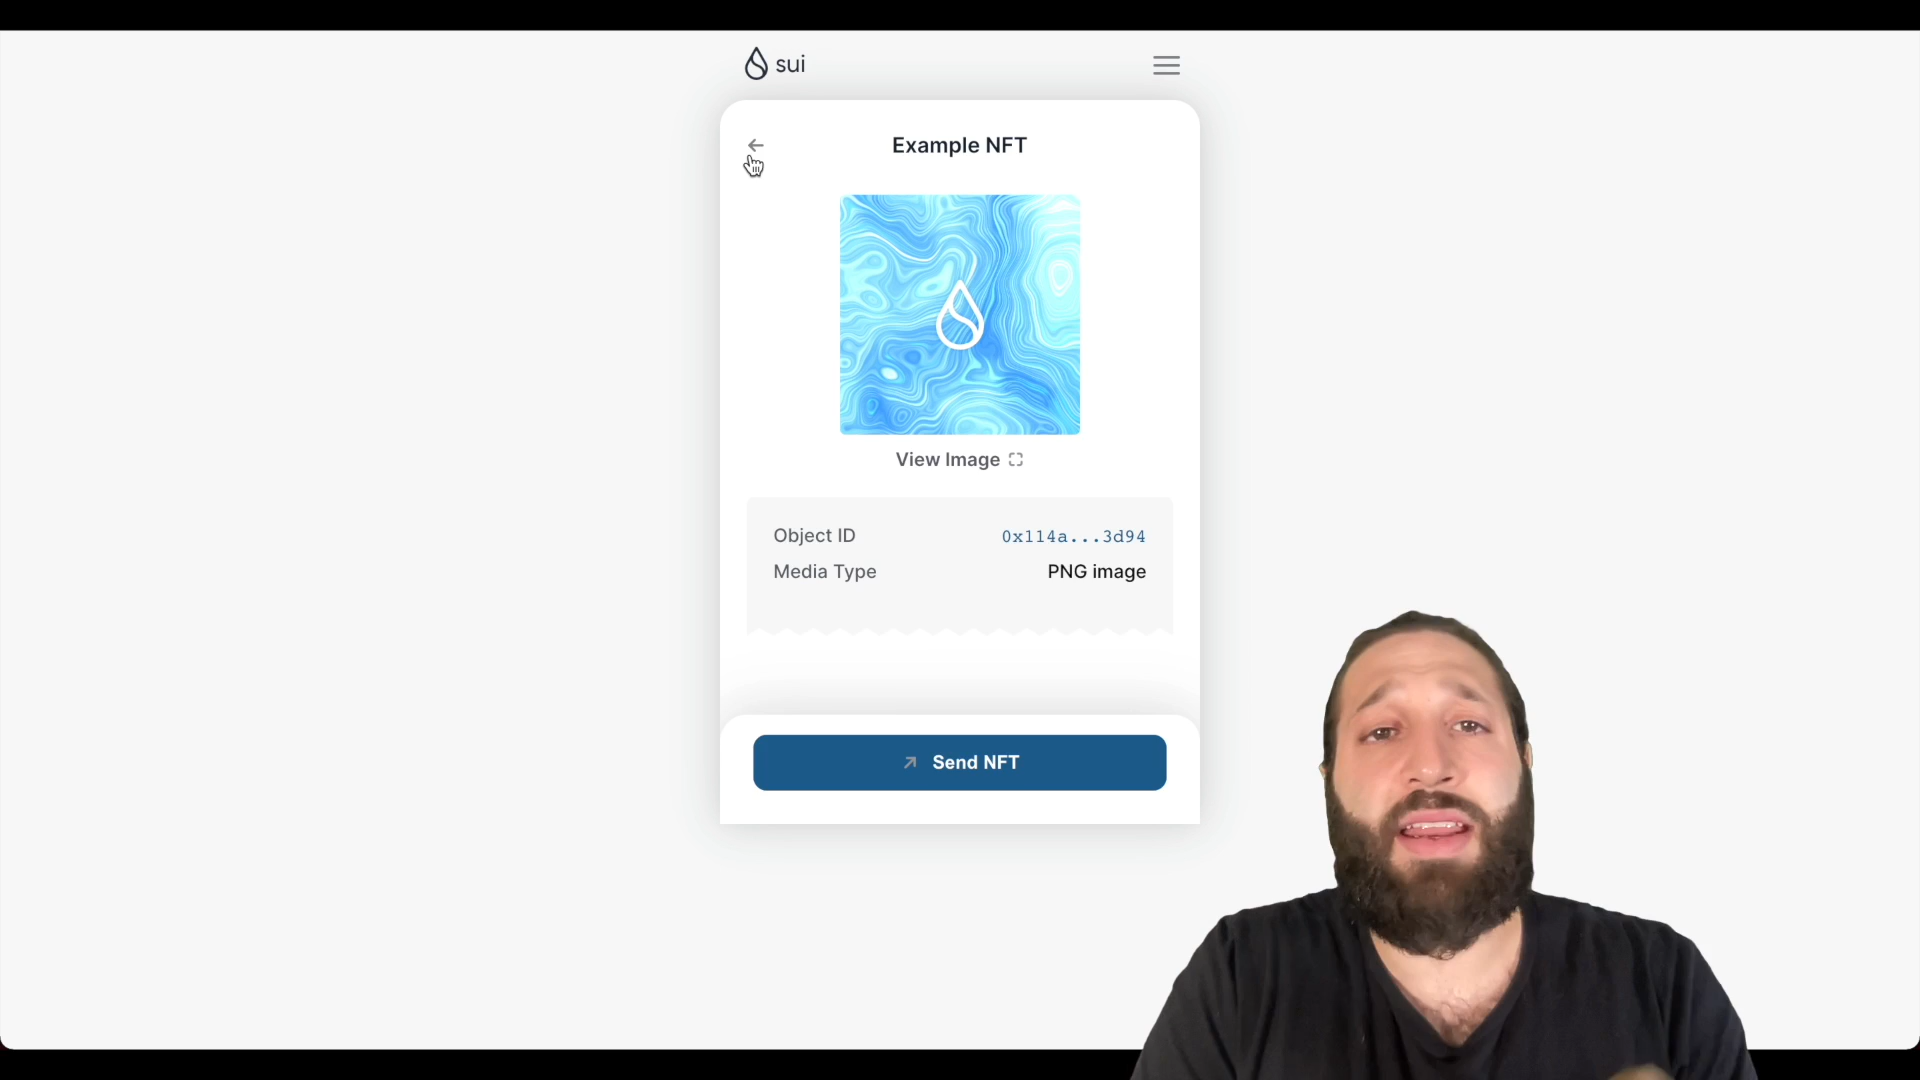 sui
Example NFT
View Image
Object ID 0x114a...3d94
Media Type PNG image
Send NFT